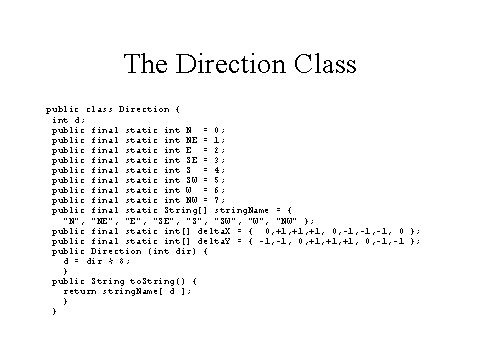 The Direction Class
public class Direction {
int d;
public final static int N = 0;
public final static int NE = 1;
public final static int E = 2;
public final static int SE = 3;
public final static int S = 4;
public final static int SW = 5;
public final static int W = 6;
public final static int NW = 7;
public final static String[] stringName = {
"N", "NE", "E", "SE", "S", "SW", "W", "NW" };
public final static int[] deltaX = { 0,+1,+1,+1, 0,-1,-1,-1, 0 };
public final static int[] deltaY = { -1,-1, 0,+1,+1,+1, 0,-1,-1 };
public Direction (int dir) {
d = dir % 8;
}
public String toString() {
return stringName[ d ];
}
}